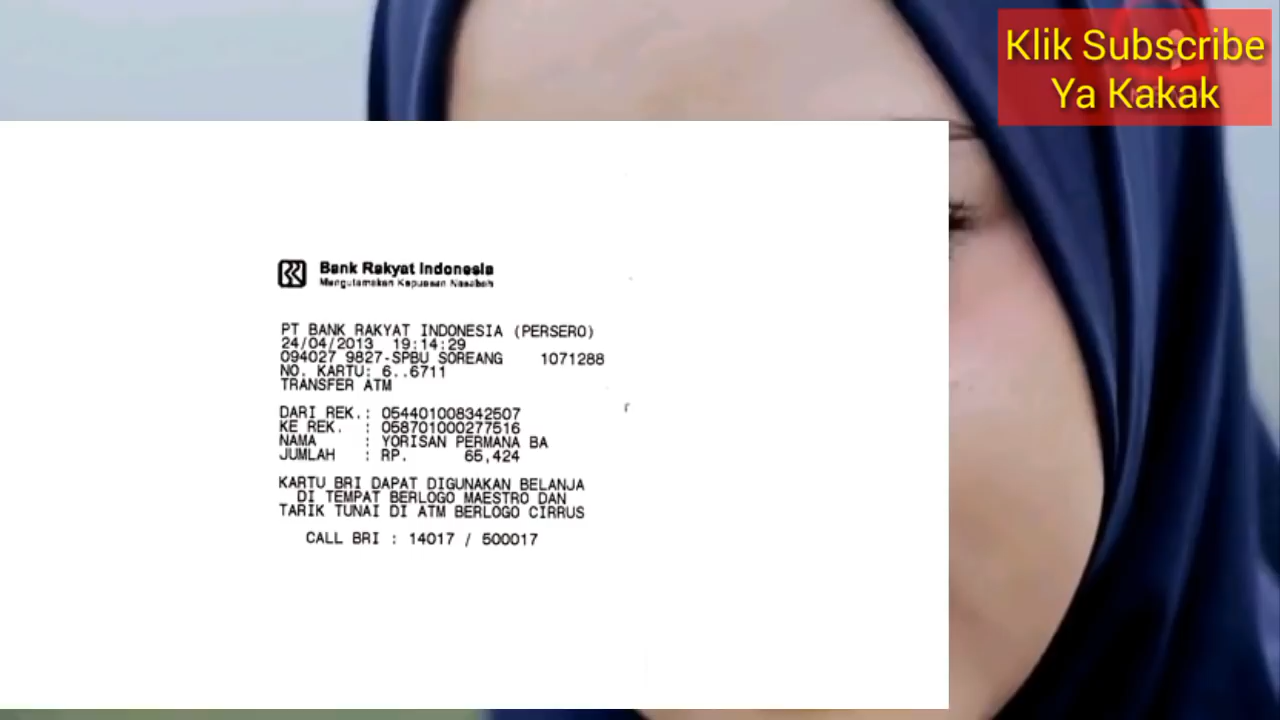 Klik Subscribe
Ya Kakak
Bank Rakyat Indonesia
Mengutamakan Kepuasan Nasabah
PT BANK RAKYAT INDONESIA (PERSERO)
24/04/2013 19:14:29
094027 9827-SPBU SOREANG 1071288
NO. KARTU: 6..6711
TRANSFER ATM
DARI REK.: 054401008342507
KE REK. : 058701000277516
NAMA : YORISAN PERMANA BA
JUMLAH : RP. 65,424
KARTU BRI DAPAT DIGUNAKAN BELANJA
DI TEMPAT BERLOGO MAESTRO DAN
TARIK TUNAI DI ATM BERLOGO CIRRUS
CALL BRI : 14017 / 500017